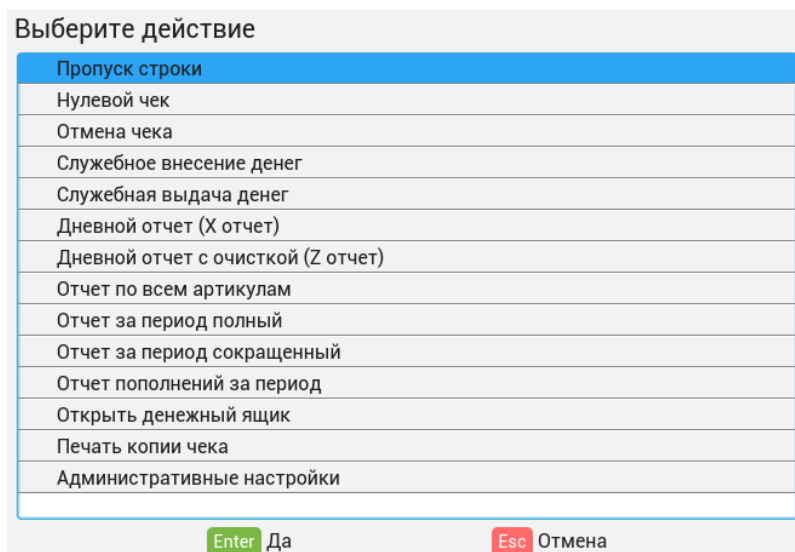 Выберите действие
Пропуск строки
Нулевой чек
Отмена чека
Служебное внесение денег
Служебная выдача денег
Дневной отчет (X отчет)
Дневной отчет с очисткой (Z отчет)
Отчет по всем артикулам
Отчет за период полный
Отчет за период сокращенный
Отчет пополнений за период
Открыть денежный ящик
Печать копии чека
Административные настройки
Enter Да Esc Отмена